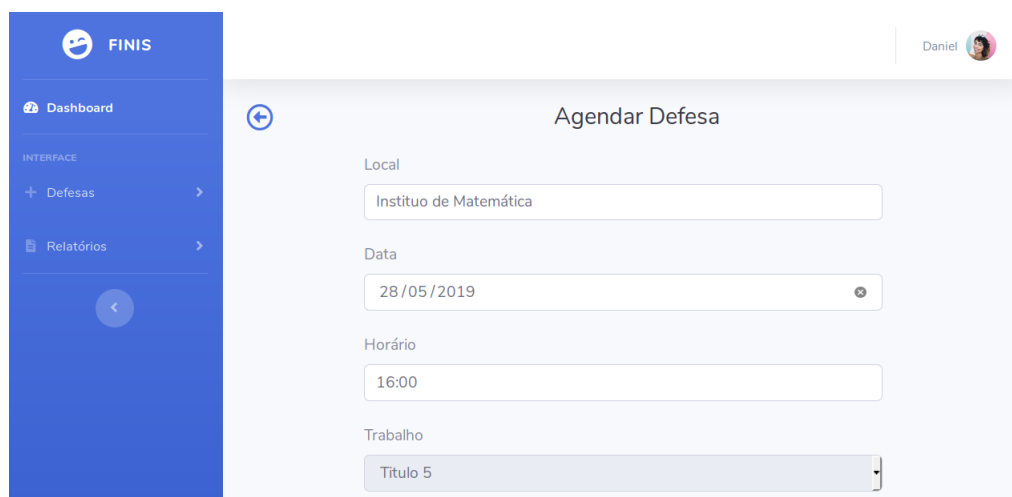 FINIS
Daniel
Dashboard
INTERFACE
Defesas
Relatórios
Agendar Defesa
Local
Instituo de Matemática
Data
28/05/2019
Horário
16:00
Trabalho
Titulo 5